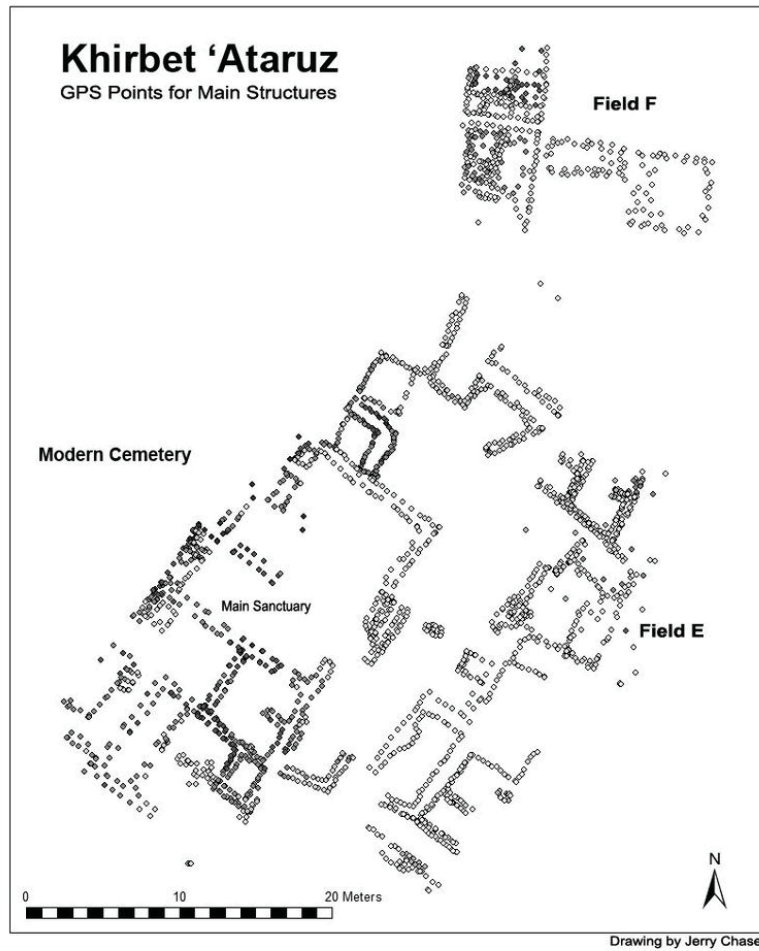 Khirbet ‘Ataruz
GPS Points for Main Structures
Field F
Modern Cemetery
Main Sanctuary
Field E
N
0 10 20 Meters
Drawing by Jerry Chase